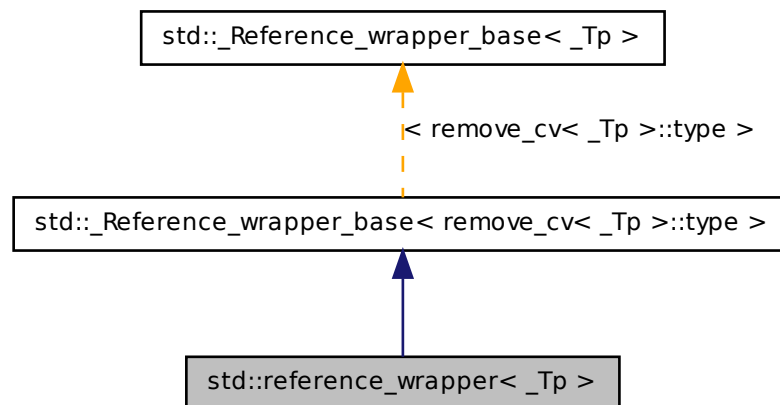 std::_Reference_wrapper_base< _Tp >
< remove_cv< _Tp >::type >
std::_Reference_wrapper_base< remove_cv< _Tp >::type >
std::reference_wrapper< _Tp >